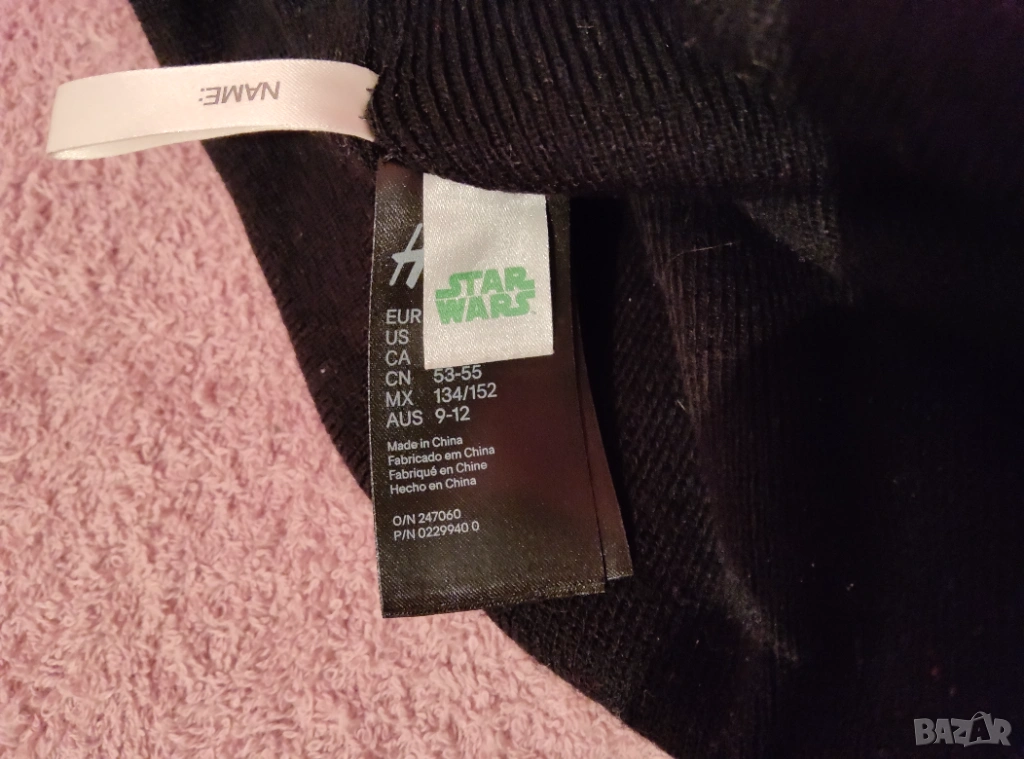 NAME:
STAR
WARS
EUR
US
CA
CN 53-55
MX 134/152
AUS 9-12
Made in China
Fabricado em China
Fabriqué en Chine
Hecho en China
O/N 247060
P/N 0229940 0
BAZAR